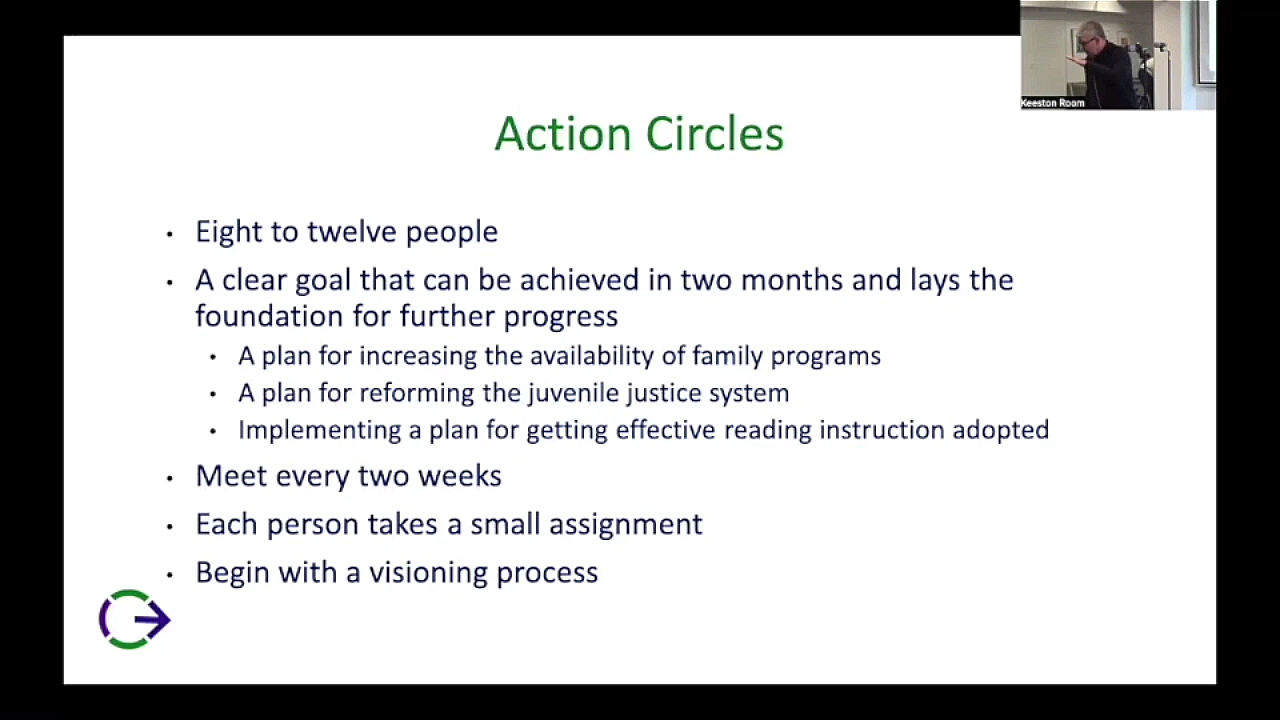 Keeston Room
Action Circles
• Eight to twelve people
• A clear goal that can be achieved in two months and lays the
foundation for further progress
• A plan for increasing the availability of family programs
• A plan for reforming the juvenile justice system
• Implementing a plan for getting effective reading instruction adopted
• Meet every two weeks
• Each person takes a small assignment
• Begin with a visioning process